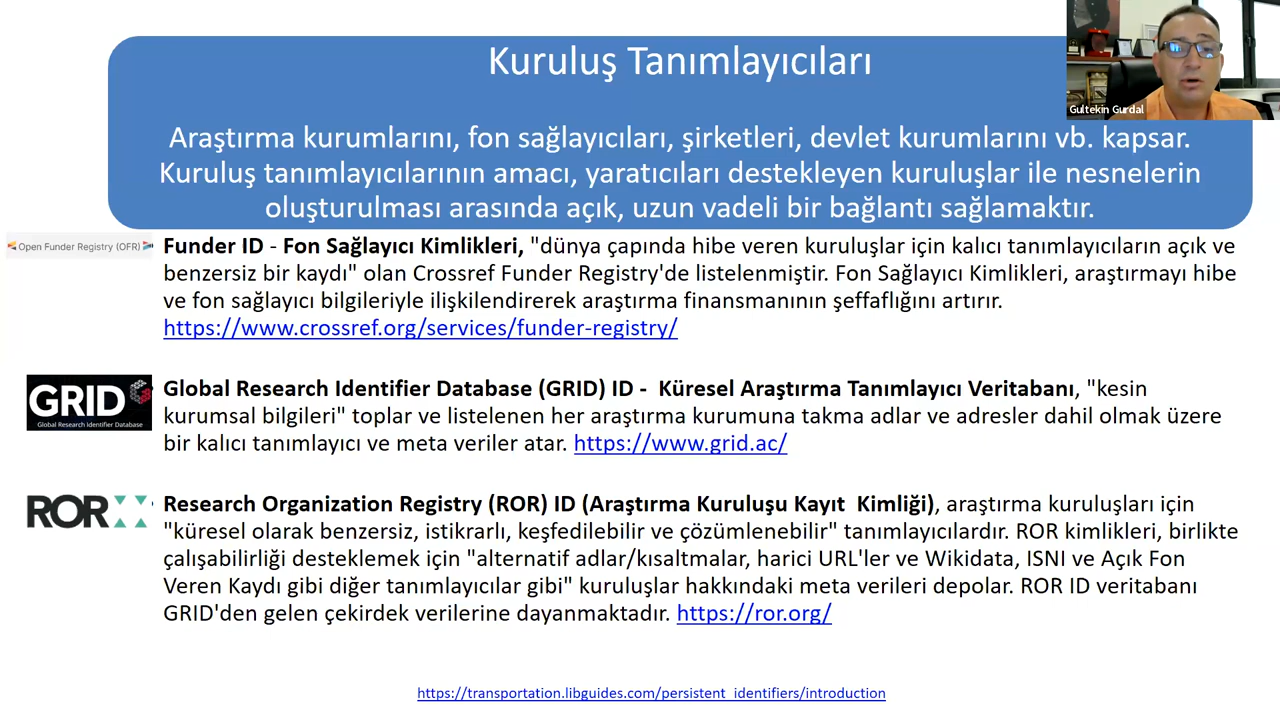 Kuruluş Tanımlayıcıları
Gultekin Gurdal
Araştırma kurumlarını, fon sağlayıcıları, şirketleri, devlet kurumlarını vb. kapsar.
Kuruluş tanımlayıcılarının amacı, yaratıcıları destekleyen kuruluşlar ile nesnelerin
oluşturulması arasında açık, uzun vadeli bir bağlantı sağlamaktır.
Open Funder Registry (OFR)
Funder ID - Fon Sağlayıcı Kimlikleri, "dünya çapında hibe veren kuruluşlar için kalıcı tanımlayıcıların açık ve
benzersiz bir kaydı" olan Crossref Funder Registry'de listelenmiştir. Fon Sağlayıcı Kimlikleri, araştırmayı hibe
ve fon sağlayıcı bilgileriyle ilişkilendirerek araştırma finansmanının şeffaflığını artırır.
https://www.crossref.org/services/funder-registry/
GRID
Global Research Identifier Database
Global Research Identifier Database (GRID) ID - Küresel Araştırma Tanımlayıcı Veritabanı, "kesin
kurumsal bilgileri" toplar ve listelenen her araştırma kurumuna takma adlar ve adresler dahil olmak üzere
bir kalıcı tanımlayıcı ve meta veriler atar. https://www.grid.ac/
ROR
Research Organization Registry (ROR) ID (Araştırma Kuruluşu Kayıt Kimliği), araştırma kuruluşları için
"küresel olarak benzersiz, istikrarlı, keşfedilebilir ve çözümlenebilir" tanımlayıcılardır. ROR kimlikleri, birlikte
çalışabilirliği desteklemek için "alternatif adlar/kısaltmalar, harici URL'ler ve Wikidata, ISNI ve Açık Fon
Veren Kaydı gibi diğer tanımlayıcılar gibi" kuruluşlar hakkındaki meta verileri depolar. ROR ID veritabanı
GRID'den gelen çekirdek verilerine dayanmaktadır. https://ror.org/
https://transportation.libguides.com/persistent_identifiers/introduction